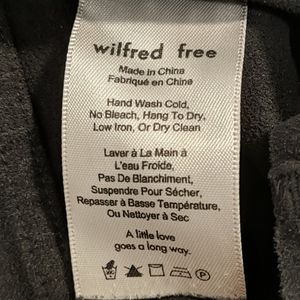 wilfred free
Made in China
Fabriqué en Chine
Hand Wash Cold,
No Bleach, Hang To Dry,
Low Iron, Or Dry Clean
Laver à La Main à
L'eau Froide,
Pas De Blanchiment,
Suspendre Pour Sécher,
Repasser à Basse Température,
Ou Nettoyer à Sec
A little love
goes a long way.
P